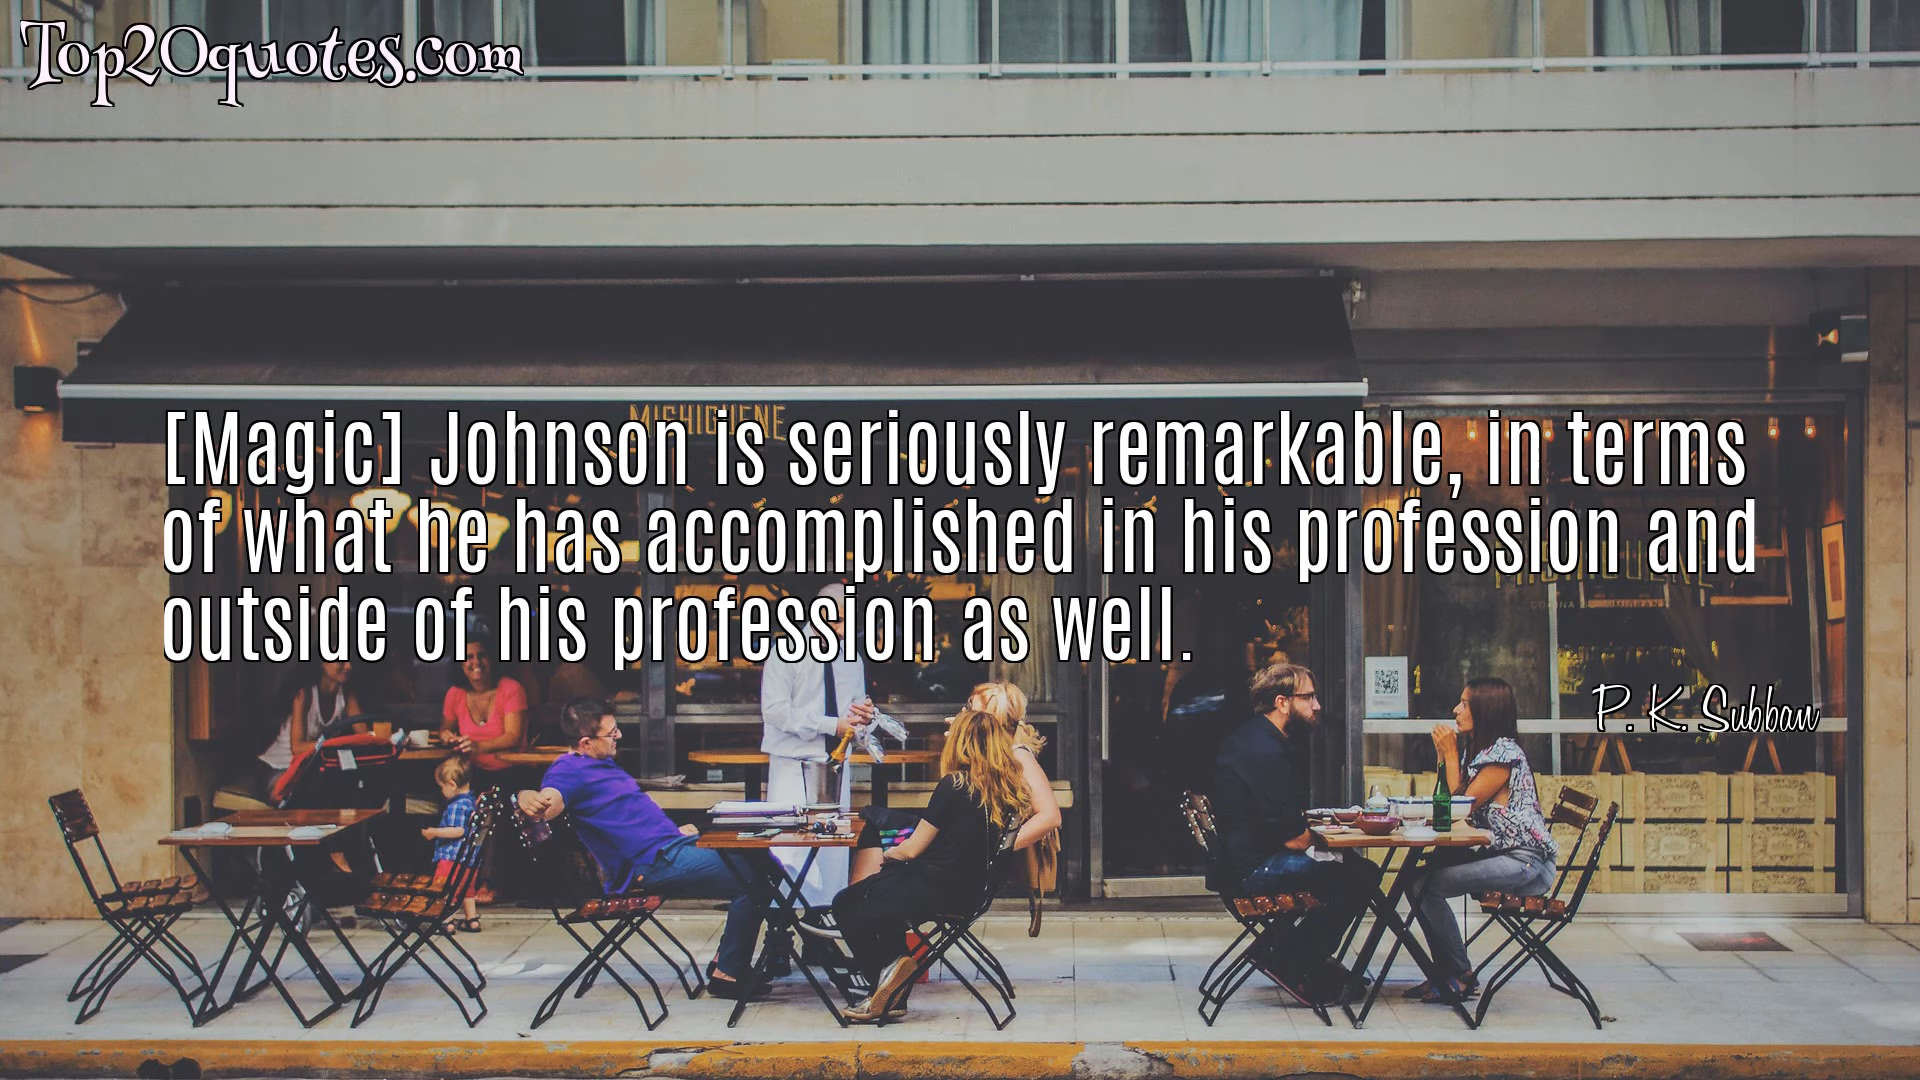 Top20quotes.com
MISHIGUENE
[Magic] Johnson is seriously remarkable, in terms
of what he has accomplished in his profession and
outside of his profession as well.
P. K. Subban